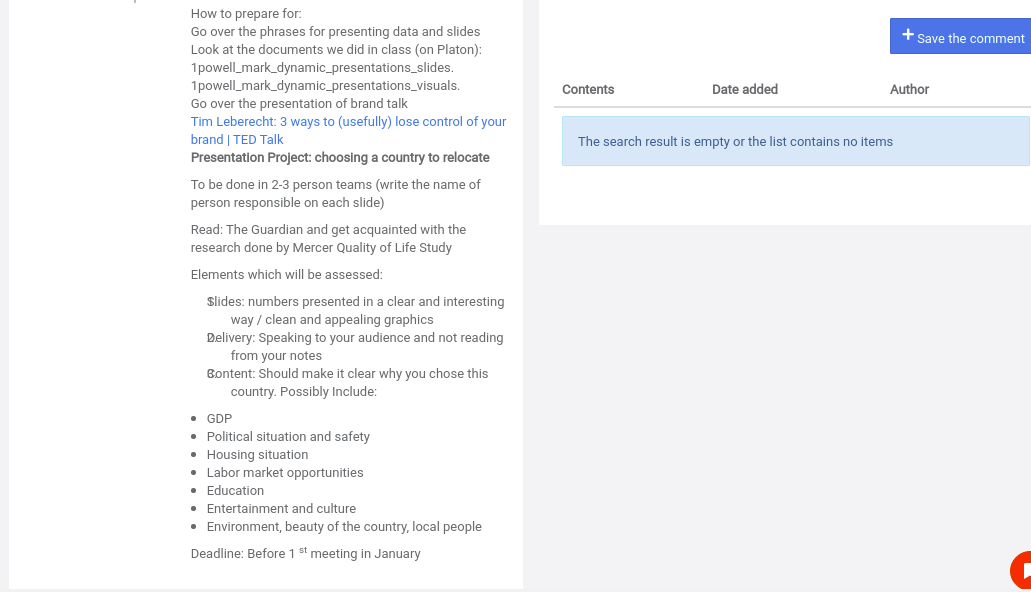 How to prepare for:
Go over the phrases for presenting data and slides
Look at the documents we did in class (on Platon):
1powell_mark_dynamic_presentations_slides.
1powell_mark_dynamic_presentations_visuals.
Go over the presentation of brand talk
Tim Leberecht: 3 ways to (usefully) lose control of your
brand | TED Talk
Presentation Project: choosing a country to relocate
To be done in 2-3 person teams (write the name of
person responsible on each slide)
Read: The Guardian and get acquainted with the
research done by Mercer Quality of Life Study
Elements which will be assessed:
1. Slides: numbers presented in a clear and interesting
way / clean and appealing graphics
2. Delivery: Speaking to your audience and not reading
from your notes
3. Content: Should make it clear why you chose this
country. Possibly Include:
GDP
Political situation and safety
Housing situation
Labor market opportunities
Education
Entertainment and culture
Environment, beauty of the country, local people
Deadline: Before 1 st meeting in January
+ Save the comment
Contents Date added Author
The search result is empty or the list contains no items